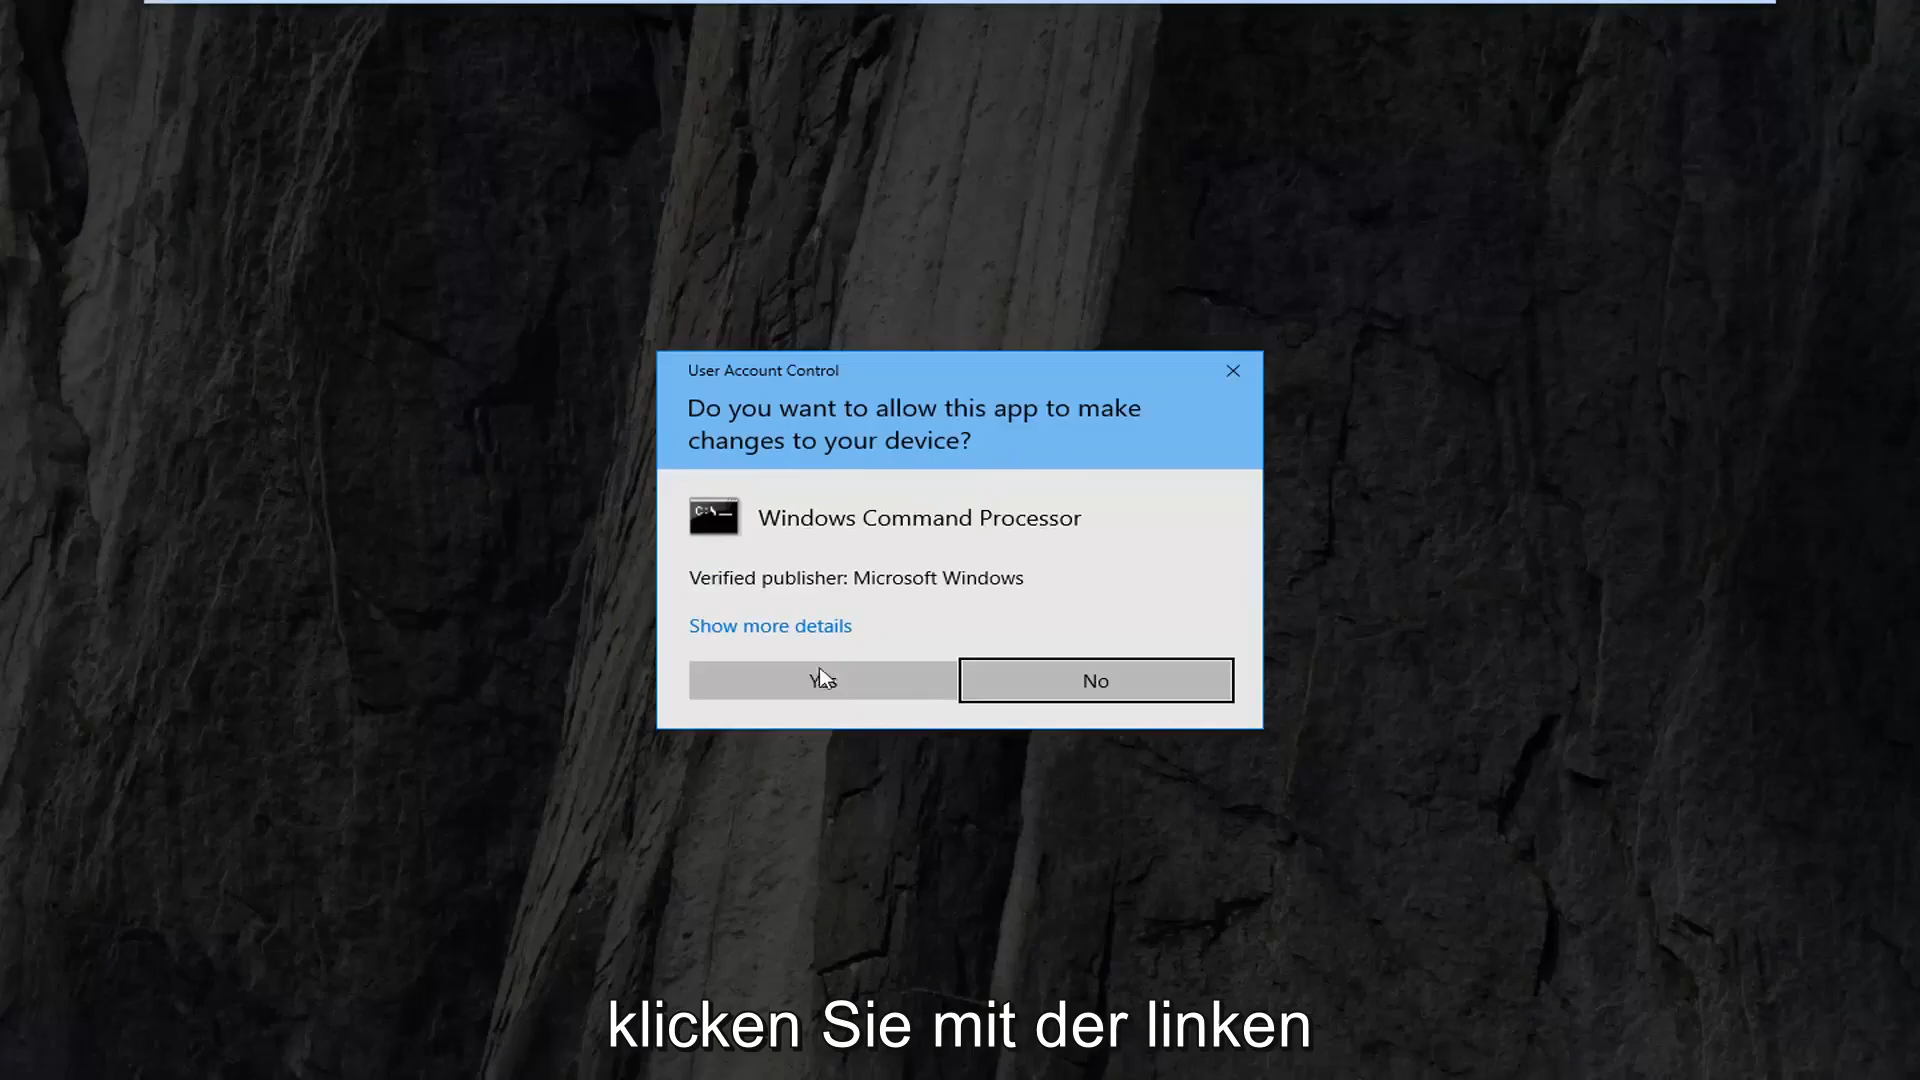 User Account Control
Do you want to allow this app to make
changes to your device?
C:\_
Windows Command Processor
Verified publisher: Microsoft Windows
Show more details
Yes
No
klicken Sie mit der linken